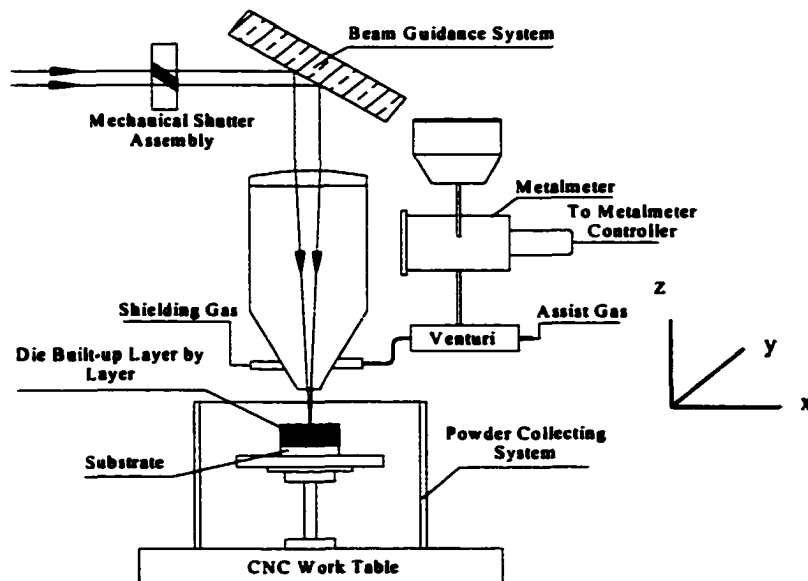 Beam Guidance System
Mechanical Shutter
Assembly
Metalmeter
To Metalmeter
Controller
Shielding Gas
Assist Gas
Venturi
z
y
x
Die Built-up Layer by
Layer
Substrate
Powder Collecting
System
CNC Work Table